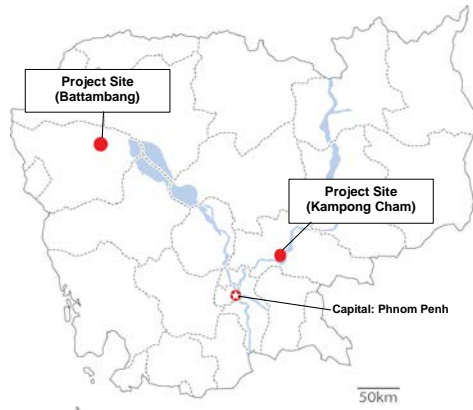 Project Site
(Battambang)
Project Site
(Kampong Cham)
Capital: Phnom Penh
50km